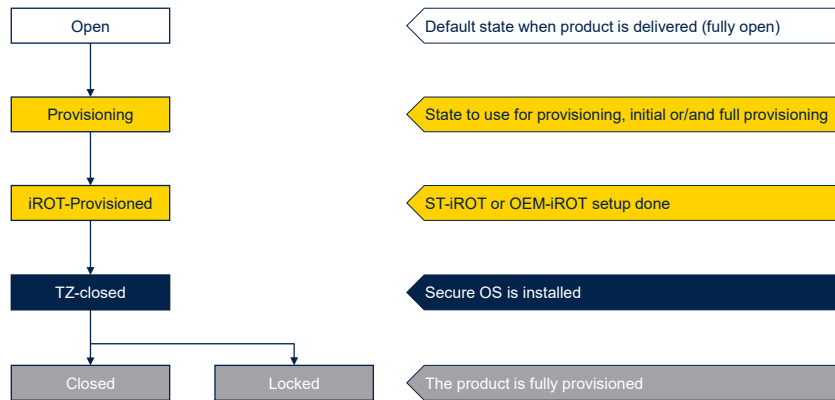 Open
Default state when product is delivered (fully open)
Provisioning
State to use for provisioning, initial or/and full provisioning
iROT-Provisioned
ST-iROT or OEM-iROT setup done
TZ-closed
Secure OS is installed
Closed
Locked
The product is fully provisioned